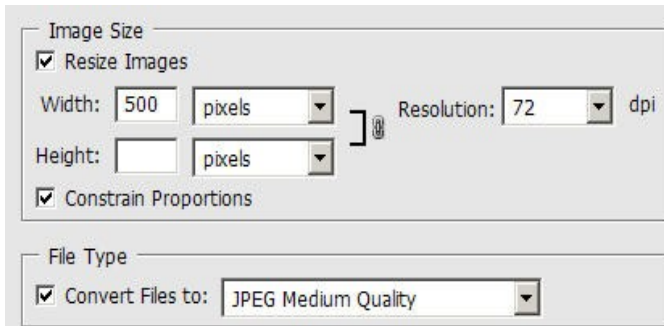 Image Size
Resize Images
Width: 500 pixels Resolution: 72 dpi
Height: pixels
Constrain Proportions
File Type
Convert Files to: JPEG Medium Quality